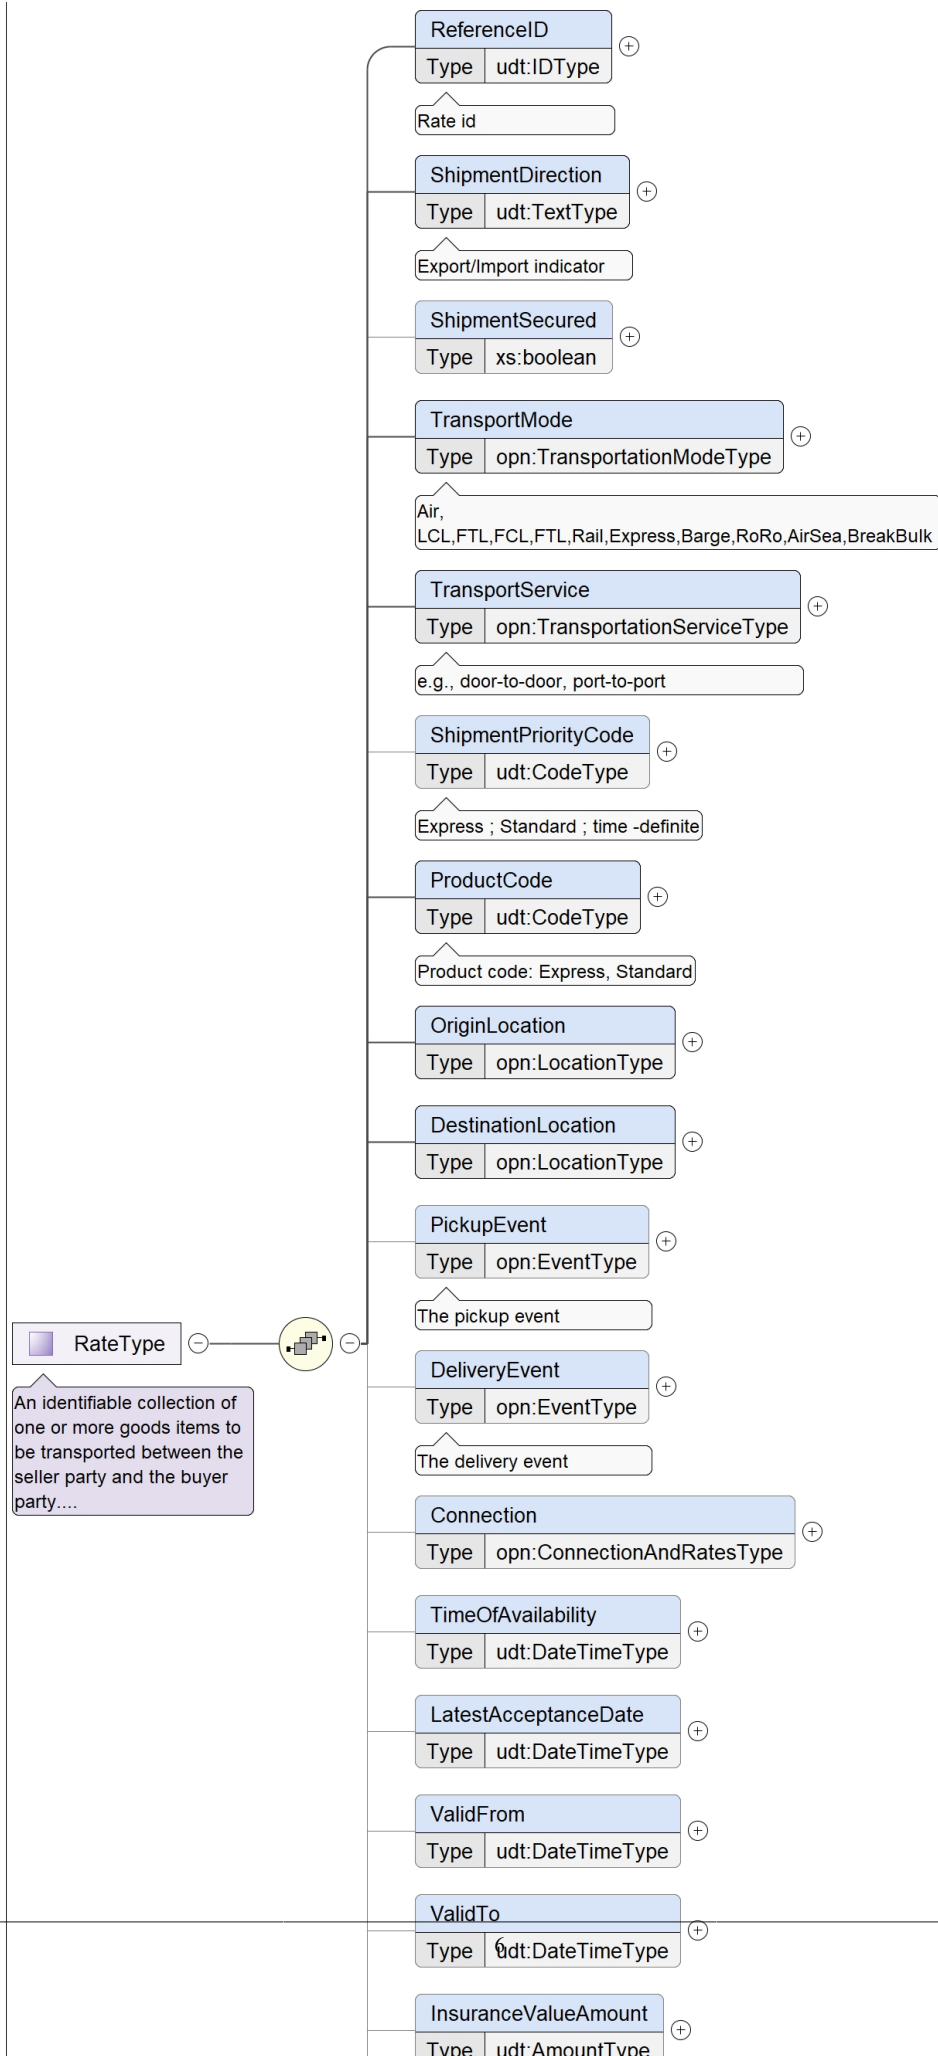 ReferenceID
Type udt:IDType
Rate id
ShipmentDirection
Type udt:TextType
Export/Import indicator
ShipmentSecured
Type xs:boolean
TransportMode
Type opn:TransportationModeType
Air,
LCL,FTL,FCL,FTL,Rail,Express,Barge,RoRo,AirSea,BreakBulk
TransportService
Type opn:TransportationServiceType
e.g., door-to-door, port-to-port
ShipmentPriorityCode
Type udt:CodeType
Express ; Standard ; time -definite
ProductCode
Type udt:CodeType
Product code: Express, Standard
OriginLocation
Type opn:LocationType
DestinationLocation
Type opn:LocationType
PickupEvent
Type opn:EventType
The pickup event
RateType
An identifiable collection of
one or more goods items to
be transported between the
seller party and the buyer
party....
DeliveryEvent
Type opn:EventType
The delivery event
Connection
Type opn:ConnectionAndRatesType
TimeOfAvailability
Type udt:DateTimeType
LatestAcceptanceDate
Type udt:DateTimeType
ValidFrom
Type udt:DateTimeType
ValidTo
Type udt:DateTimeType
6
InsuranceValueAmount
Type udt:AmountType